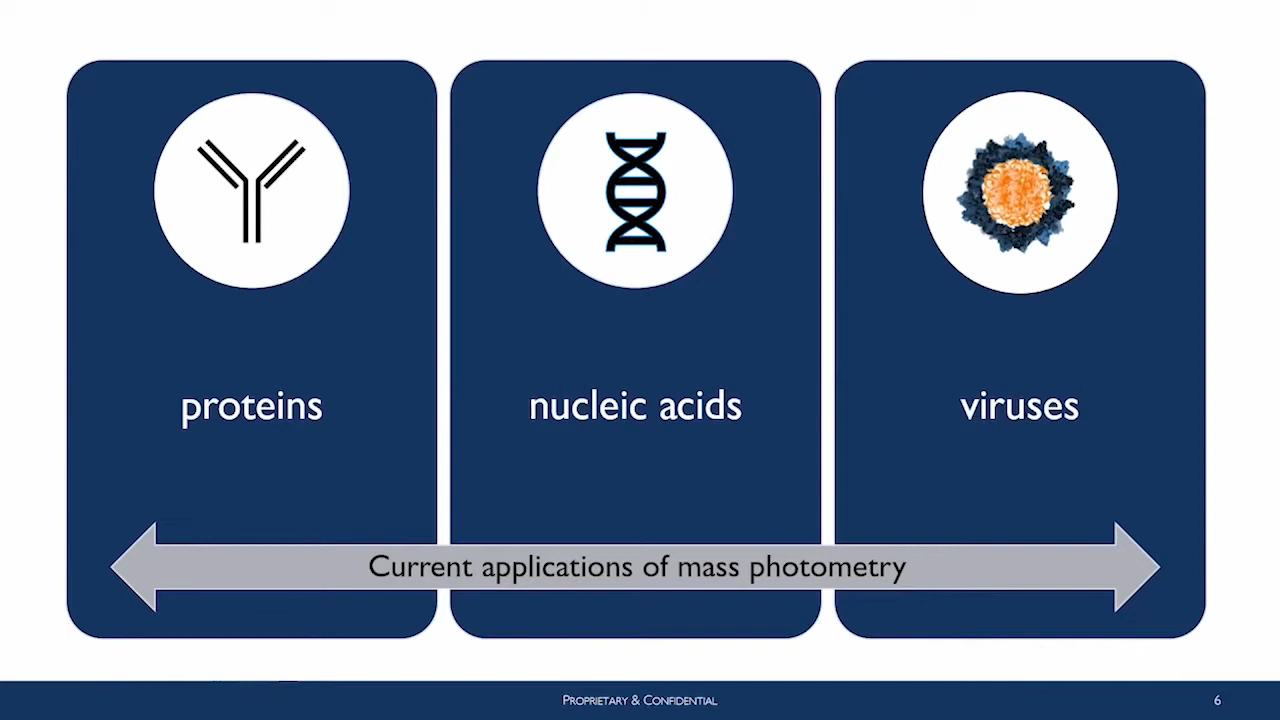 proteins
nucleic acids
viruses
Current applications of mass photometry
Proprietary & Confidential
6